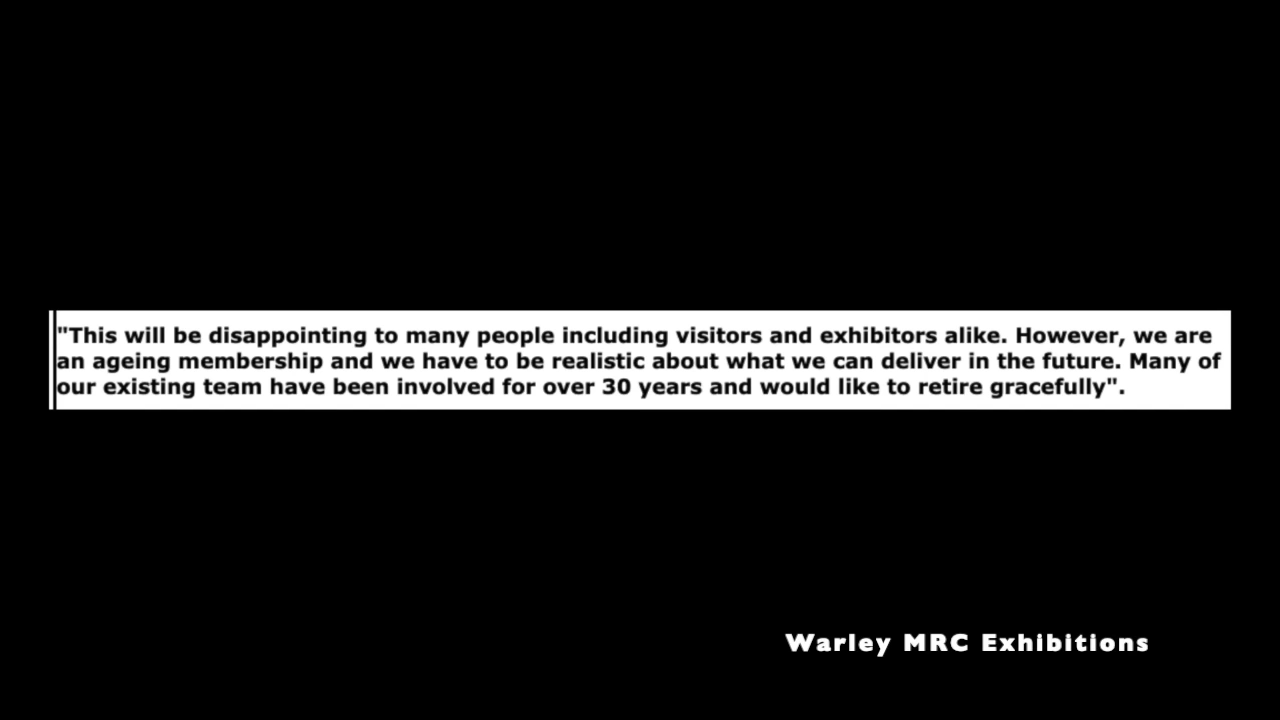 "This will be disappointing to many people including visitors and exhibitors alike. However, we are
an ageing membership and we have to be realistic about what we can deliver in the future. Many of
our existing team have been involved for over 30 years and would like to retire gracefully".
Warley MRC Exhibitions